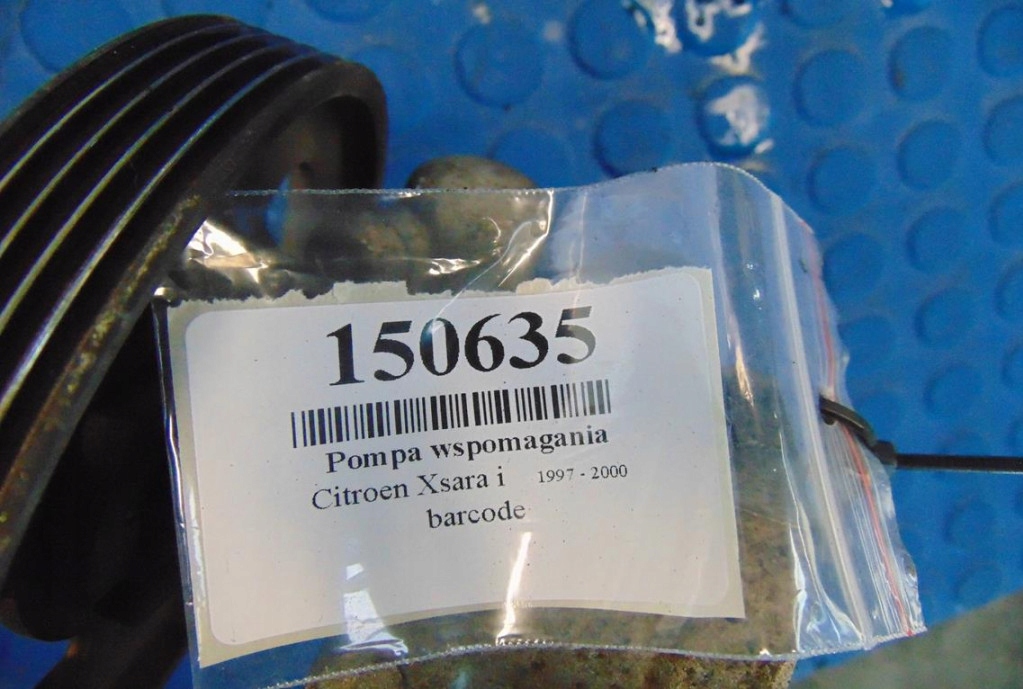 150635
Pompa wspomagania
Citroen Xsara i 1997 - 2000
barcode